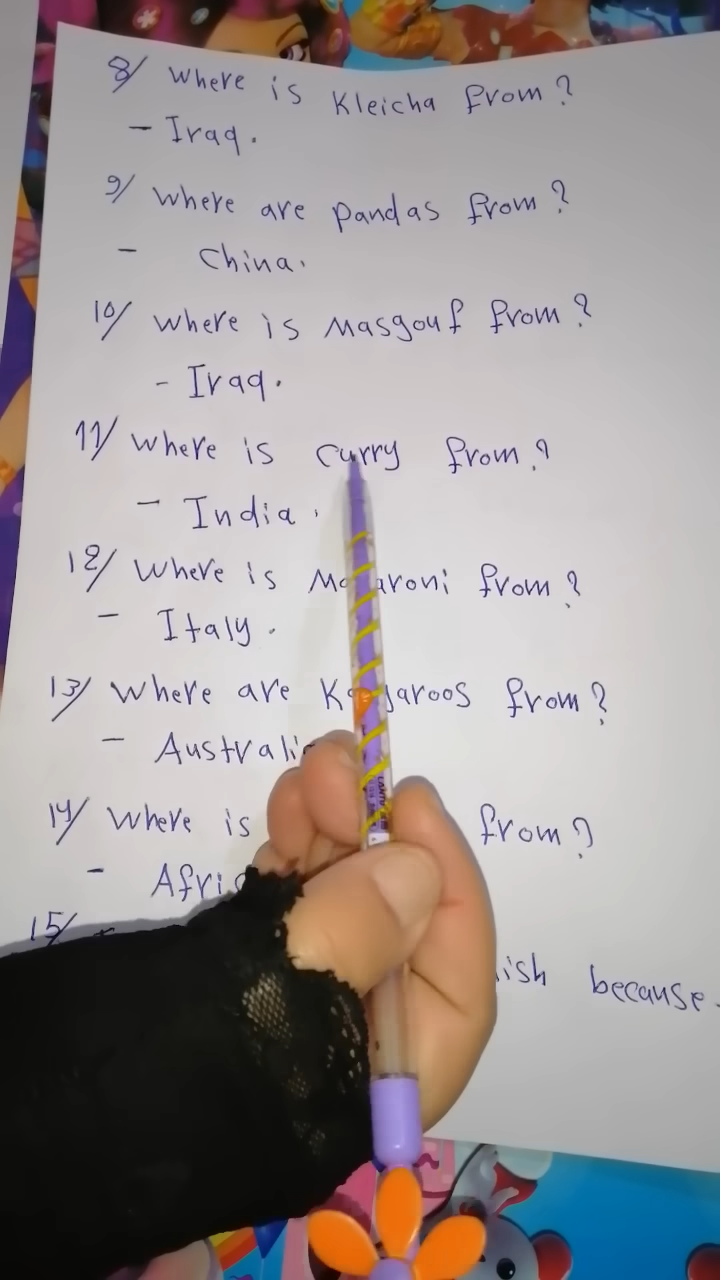 8/ Where is Kleicha from?
- Iraq.
9/ Where are pandas from?
- China.
10/ Where is Masgouf from?
- Iraq.
11/ Where is curry from?
- India.
12/ Where is from?
- Italy.
13/ Where are from?
-
14/ Where is from?
-
15/
because